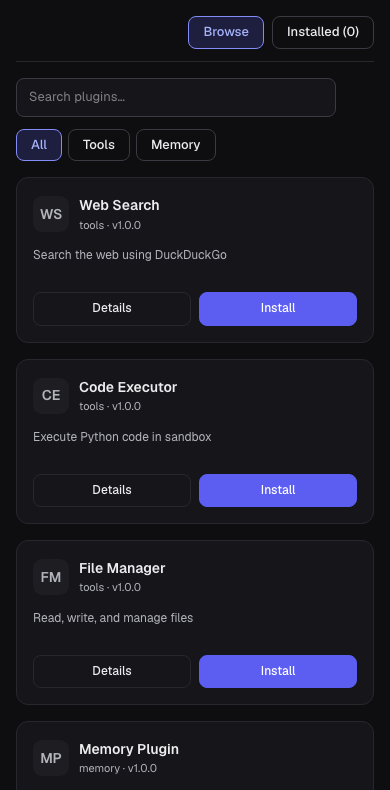 Browse
Installed (0)
Search plugins...
All
Tools
Memory
WS
Web Search
tools · v1.0.0
Search the web using DuckDuckGo
Details
Install
CE
Code Executor
tools · v1.0.0
Execute Python code in sandbox
Details
Install
FM
File Manager
tools · v1.0.0
Read, write, and manage files
Details
Install
MP
Memory Plugin
memory · v1.0.0